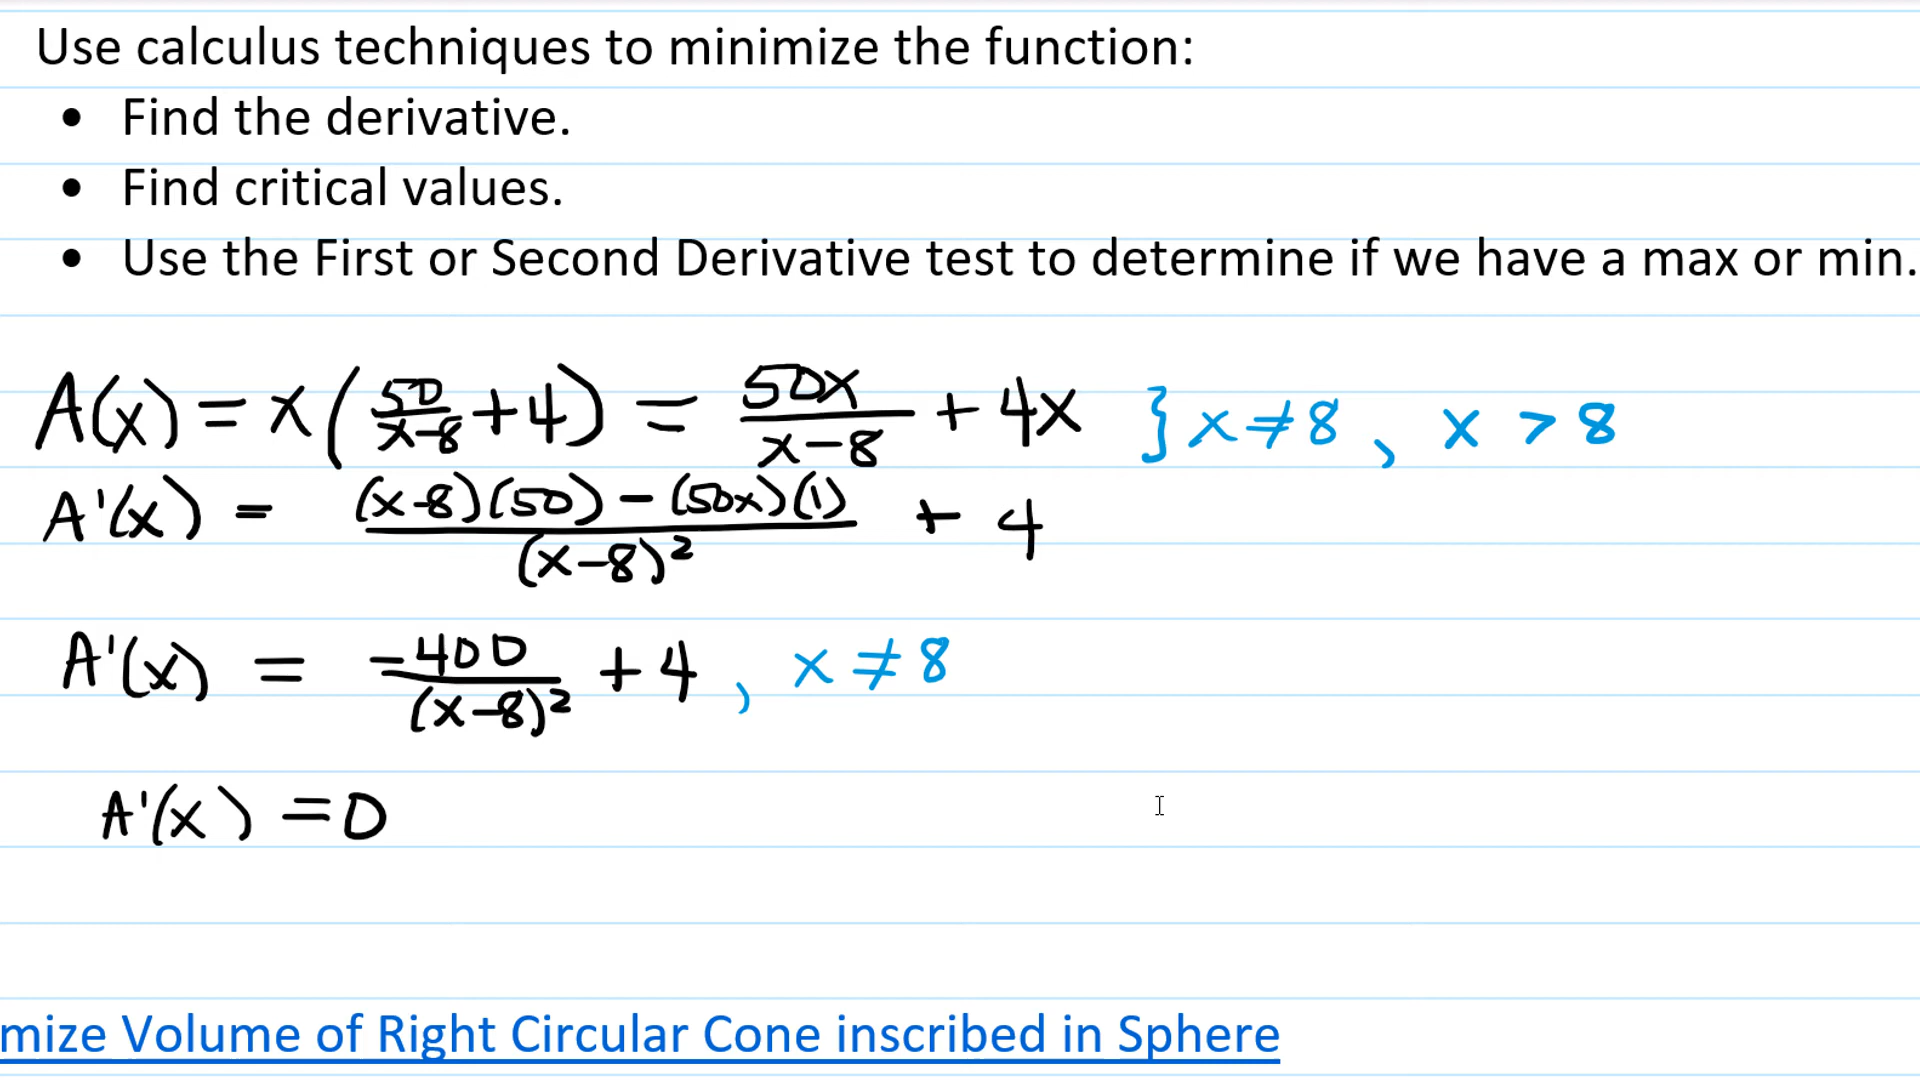 Use calculus techniques to minimize the function:
• Find the derivative.
• Find critical values.
• Use the First or Second Derivative test to determine if we have a max or min.
A(x) = x(50/(x-8) + 4) = 50x/(x-8) + 4x } x ≠ 8, x > 8
A'(x) = ((x-8)(50) - (50x)(1))/(x-8)² + 4
A'(x) = -400/(x-8)² + 4, x ≠ 8
A'(x) = 0
mize Volume of Right Circular Cone inscribed in Sphere